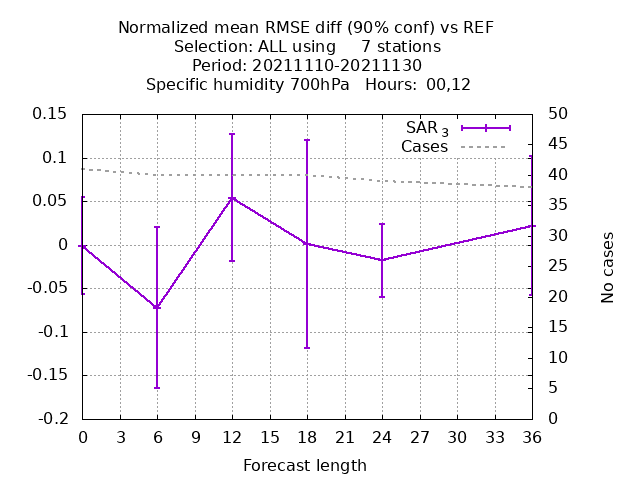 Normalized mean RMSE diff (90% conf) vs REF
Selection: ALL using     7 stations
Period: 20211110-20211130
Specific humidity 700hPa   Hours:  00,12
0.15
0.1
0.05
0
-0.05
-0.1
-0.15
-0.2
SAR 3
Cases
50
45
40
35
30
25
20
15
10
5
0
No cases
0 3 6 9 12 15 18 21 24 27 30 33 36
Forecast length